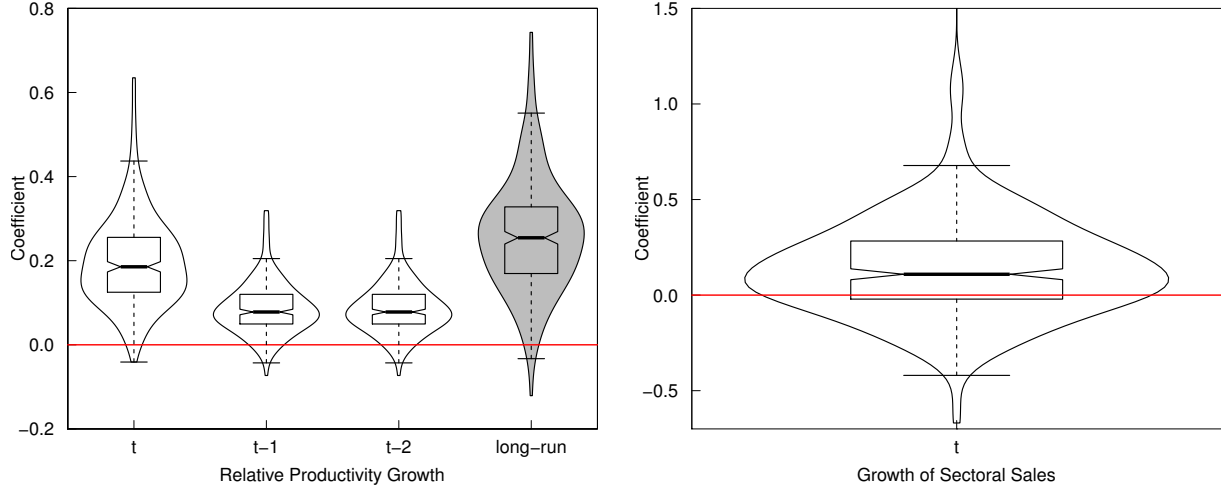 Coefficient
0.8
0.6
0.4
0.2
0.0
−0.2
t
t−1
t−2
long−run
Relative Productivity Growth
Coefficient
1.5
1.0
0.5
0.0
−0.5
t
Growth of Sectoral Sales